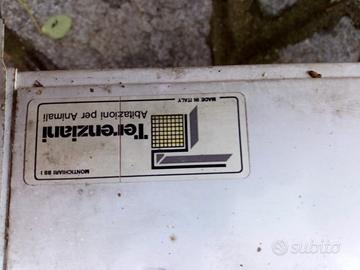 MADE IN ITALY
Terenziani
Abitazioni per Animali
MONTICHIARI BS I
subito